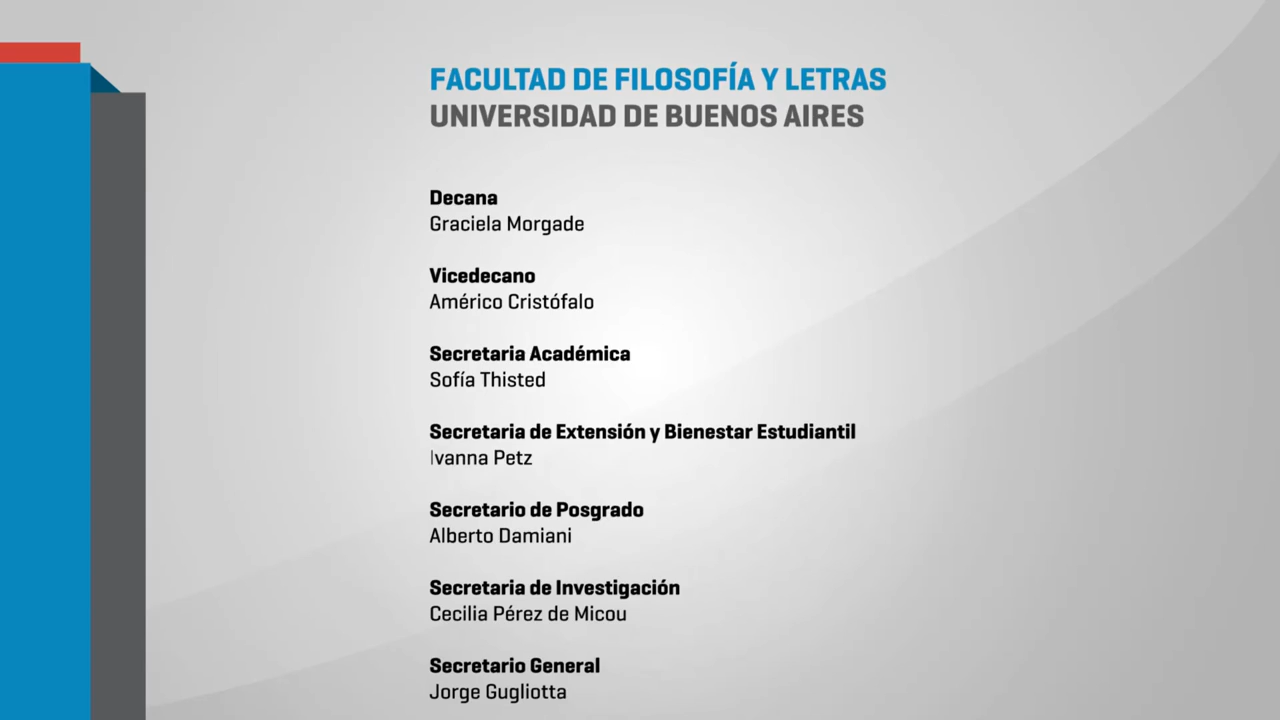 FACULTAD DE FILOSOFÍA Y LETRAS
UNIVERSIDAD DE BUENOS AIRES
Decana
Graciela Morgade
Vicedecano
Américo Cristófalo
Secretaria Académica
Sofía Thisted
Secretaria de Extensión y Bienestar Estudiantil
Ivanna Petz
Secretario de Posgrado
Alberto Damiani
Secretaria de Investigación
Cecilia Pérez de Micou
Secretario General
Jorge Gugliotta